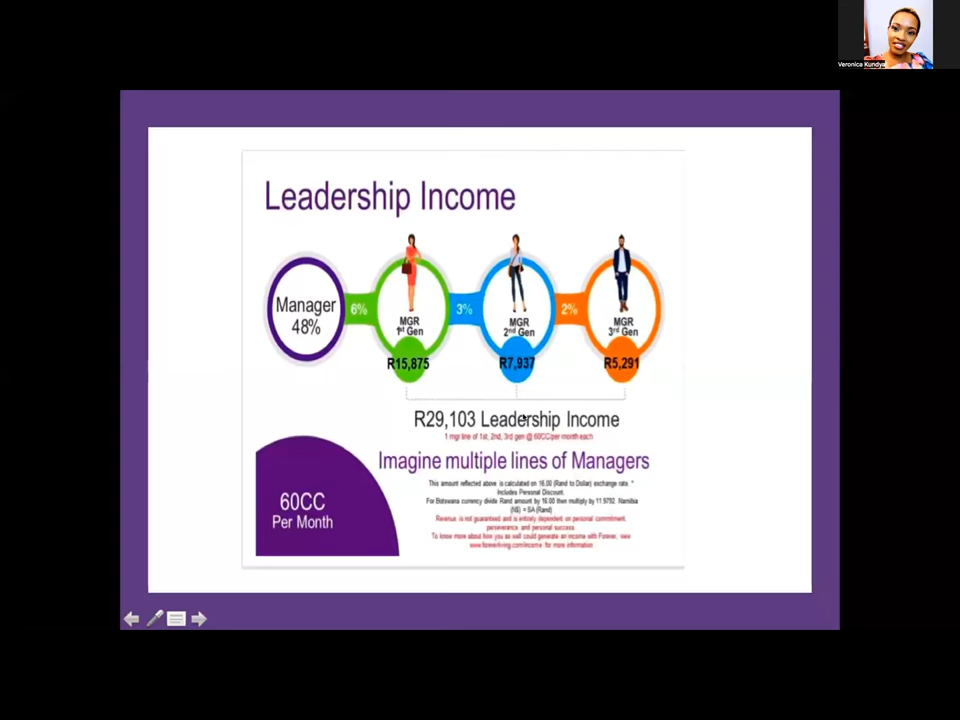 Veronica Kundya
Leadership Income
Manager
48%
6%
MGR
1st Gen
R15,875
3%
MGR
2nd Gen
R7,937
2%
MGR
3rd Gen
R5,291
R29,103 Leadership Income
1 mgr line of 1st, 2nd, 3rd gen @ 60CC/per month each
Imagine multiple lines of Managers
This amount reflected above is calculated on 16.00 (Rand to Dollar) exchange rate. *
Includes Personal Discount.
For Botswana currency divide Rand amount by 16.00 then multiply by 11.9792. Namibia
(N$) = SA (Rand)
Revenue is not guaranteed and is entirely dependent on personal commitment,
perseverance and personal success.
To know more about how you as well could generate an income with Forever, view
www.foreverliving.com/income for more information
60CC
Per Month